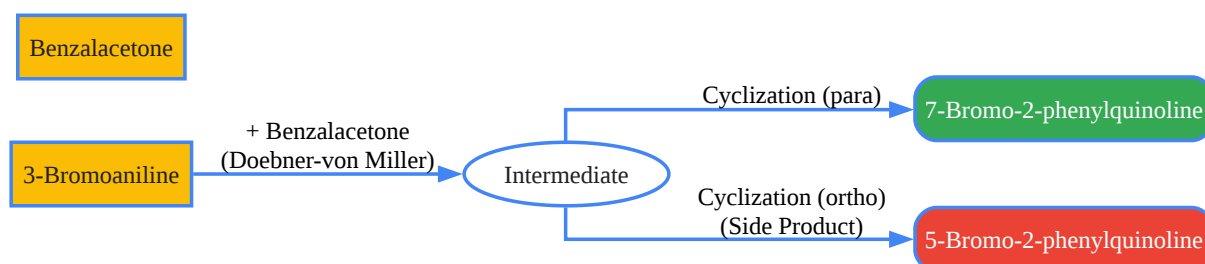 Benzalacetone
3-Bromoaniline
+ Benzalacetone
(Doebner-von Miller)
Intermediate
Cyclization (para)
7-Bromo-2-phenylquinoline
Cyclization (ortho)
(Side Product)
5-Bromo-2-phenylquinoline